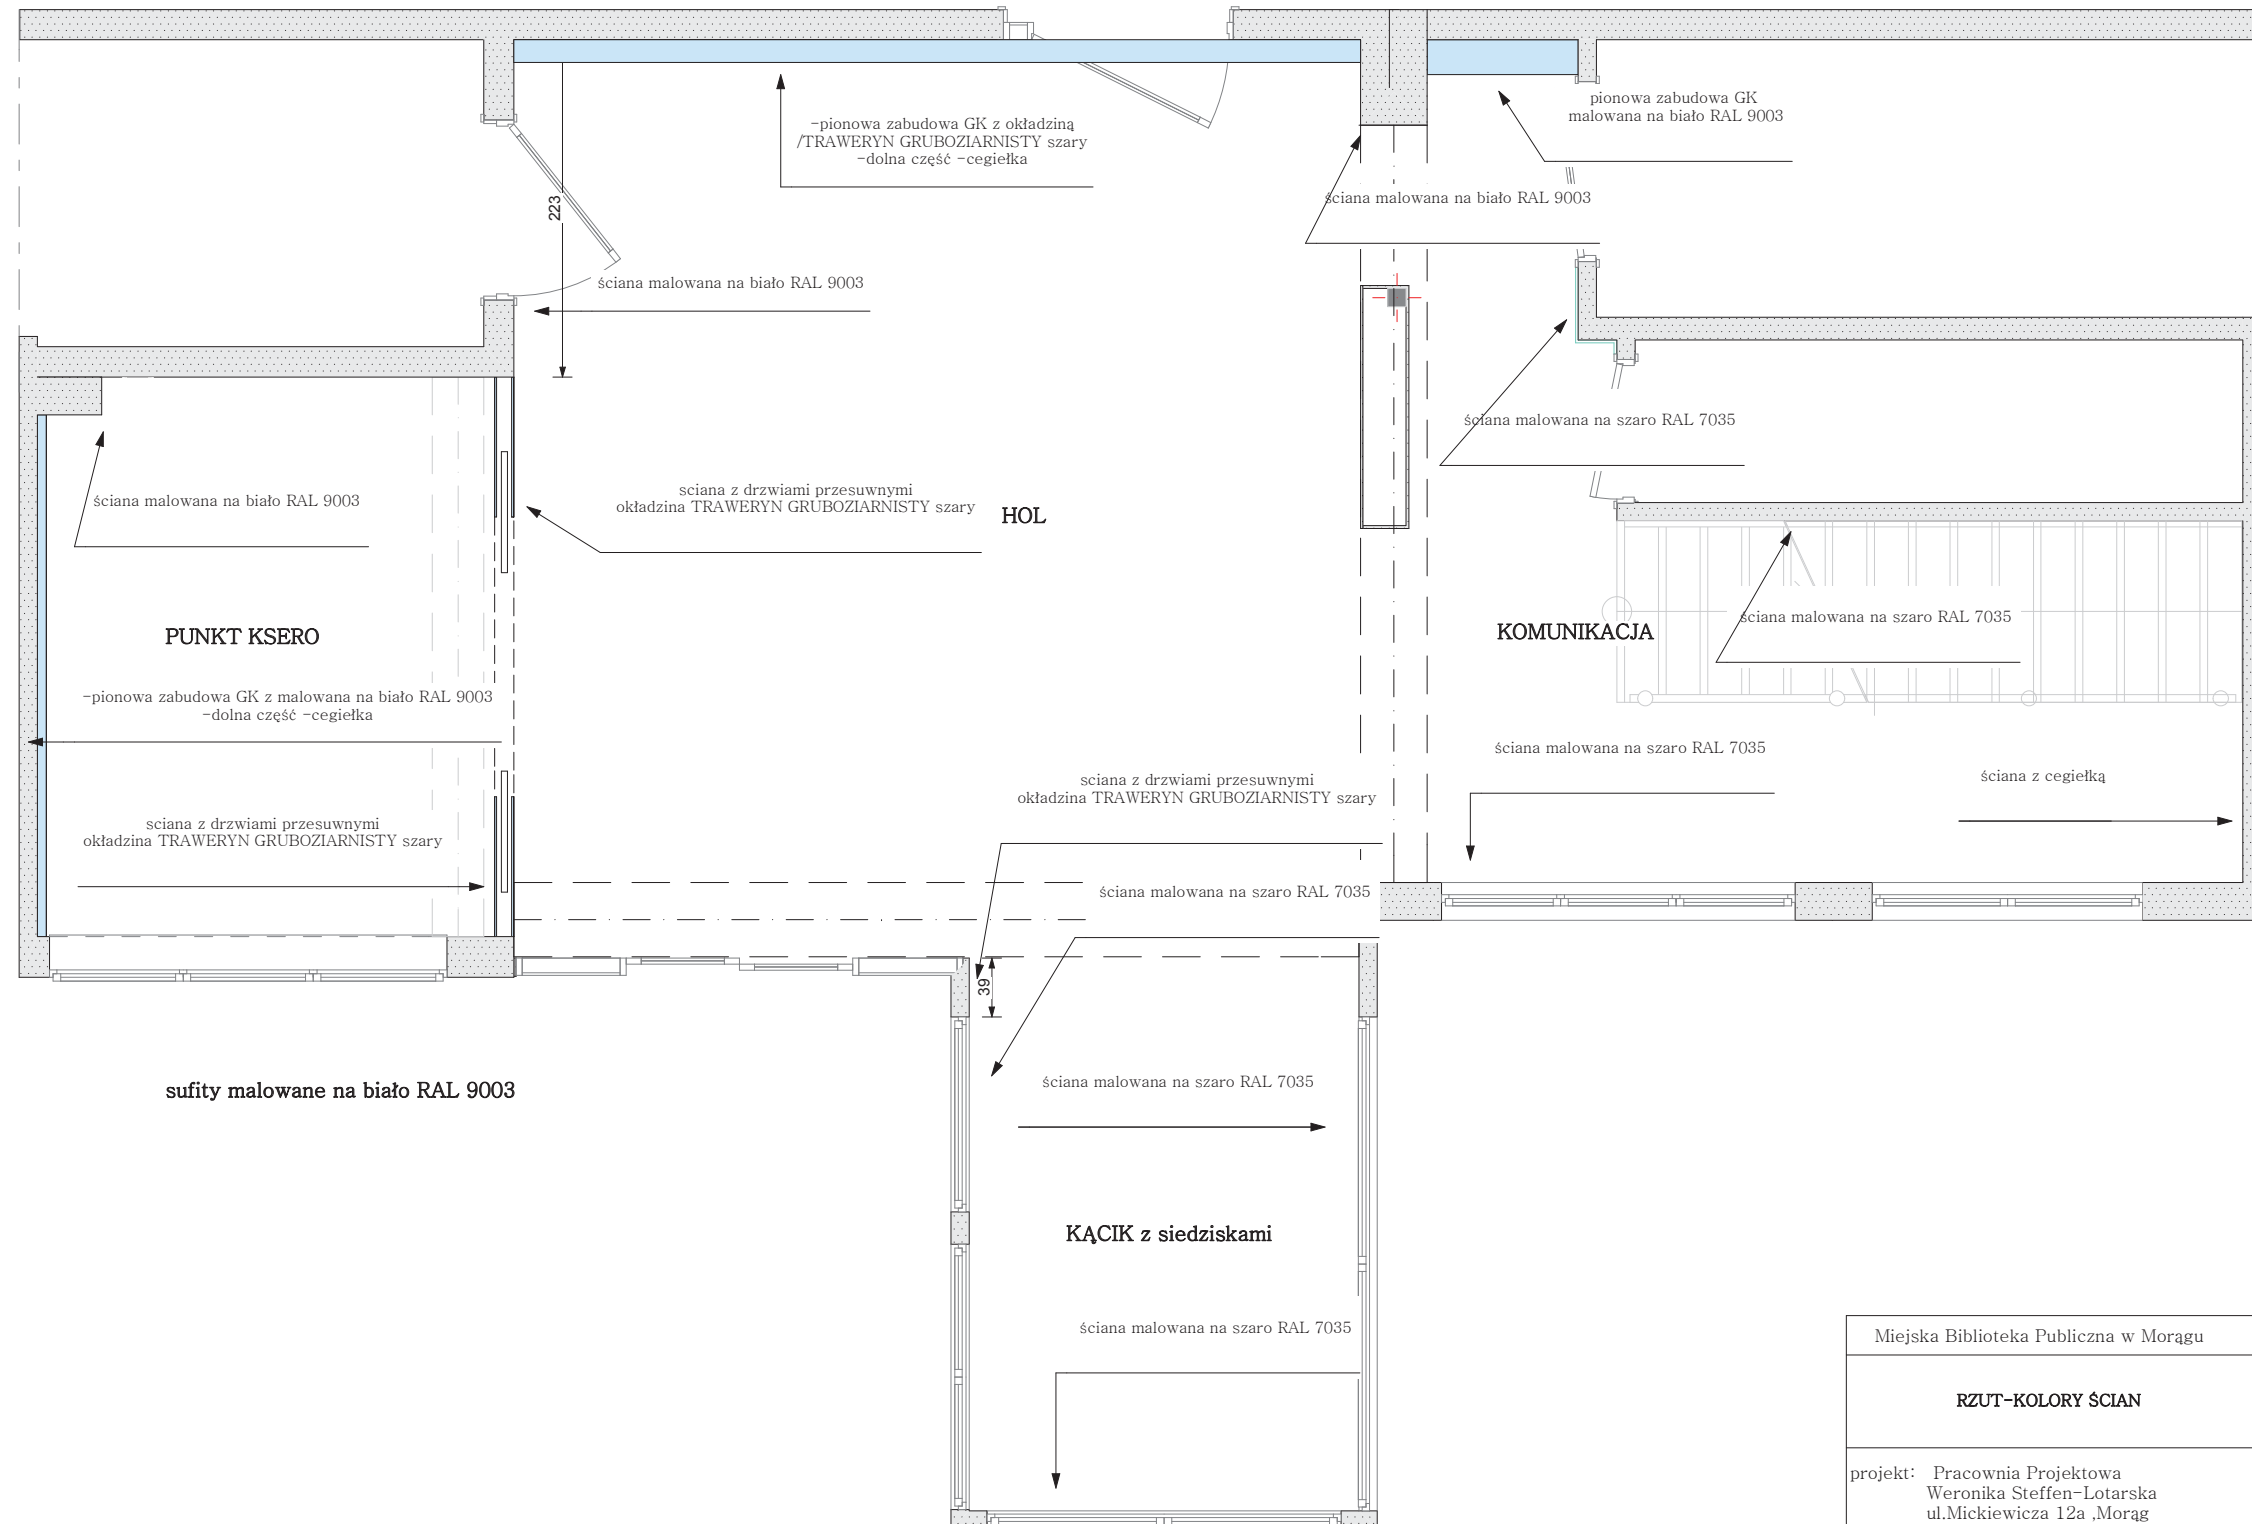 pionowa zabudowa GK
malowana na biało RAL 9003
-pionowa zabudowa GK z okładziną
/TRAWERYN GRUBOZIARNISTY szary
-dolna część -cegiełka
ściana malowana na biało RAL 9003
223
ściana malowana na biało RAL 9003
ściana malowana na szaro RAL 7035
ściana malowana na biało RAL 9003
sciana z drzwiami przesuwnymi
okładzina TRAWERYN GRUBOZIARNISTY szary
HOL
PUNKT KSERO
KOMUNIKACJA
ściana malowana na szaro RAL 7035
-pionowa zabudowa GK z malowana na biało RAL 9003
-dolna część -cegiełka
ściana malowana na szaro RAL 7035
ściana z cegiełką
sciana z drzwiami przesuwnymi
okładzina TRAWERYN GRUBOZIARNISTY szary
sciana z drzwiami przesuwnymi
okładzina TRAWERYN GRUBOZIARNISTY szary
ściana malowana na szaro RAL 7035
39
sufity malowane na biało RAL 9003
ściana malowana na szaro RAL 7035
KĄCIK z siedziskami
ściana malowana na szaro RAL 7035
Miejska Biblioteka Publiczna w Morągu
RZUT-KOLORY ŚCIAN
projekt: Pracownia Projektowa
Weronika Steffen-Lotarska
ul.Mickiewicza 12a ,Morąg